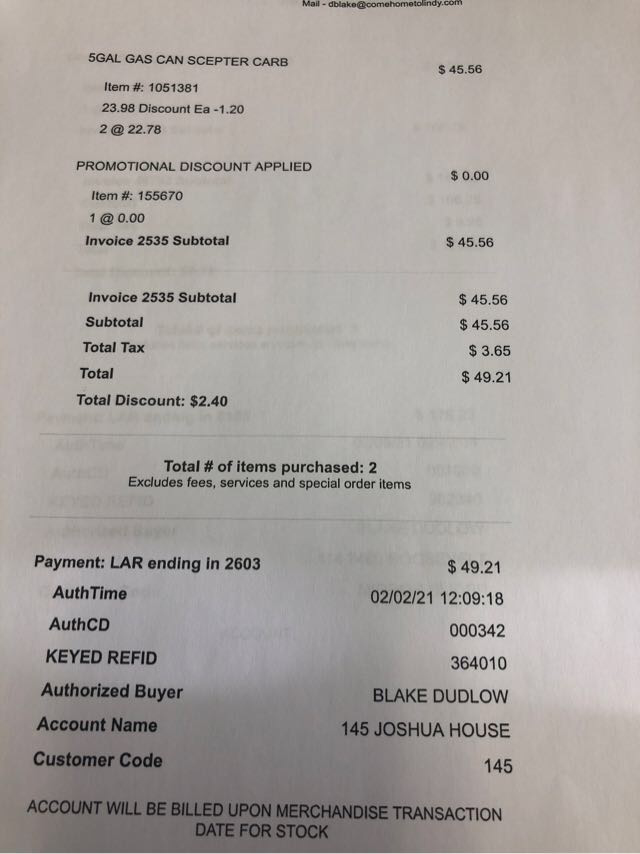 Mail - dblake@comehometolindy.com
5GAL GAS CAN SCEPTER CARB $ 45.56
Item #: 1051381
23.98 Discount Ea -1.20
2 @ 22.78
PROMOTIONAL DISCOUNT APPLIED $ 0.00
Item #: 155670
1 @ 0.00
Invoice 2535 Subtotal $ 45.56
Invoice 2535 Subtotal $ 45.56
Subtotal $ 45.56
Total Tax $ 3.65
Total $ 49.21
Total Discount: $2.40
Total # of items purchased: 2
Excludes fees, services and special order items
Payment: LAR ending in 2603 $ 49.21
AuthTime 02/02/21 12:09:18
AuthCD 000342
KEYED REFID 364010
Authorized Buyer BLAKE DUDLOW
Account Name 145 JOSHUA HOUSE
Customer Code 145
ACCOUNT WILL BE BILLED UPON MERCHANDISE TRANSACTION
DATE FOR STOCK